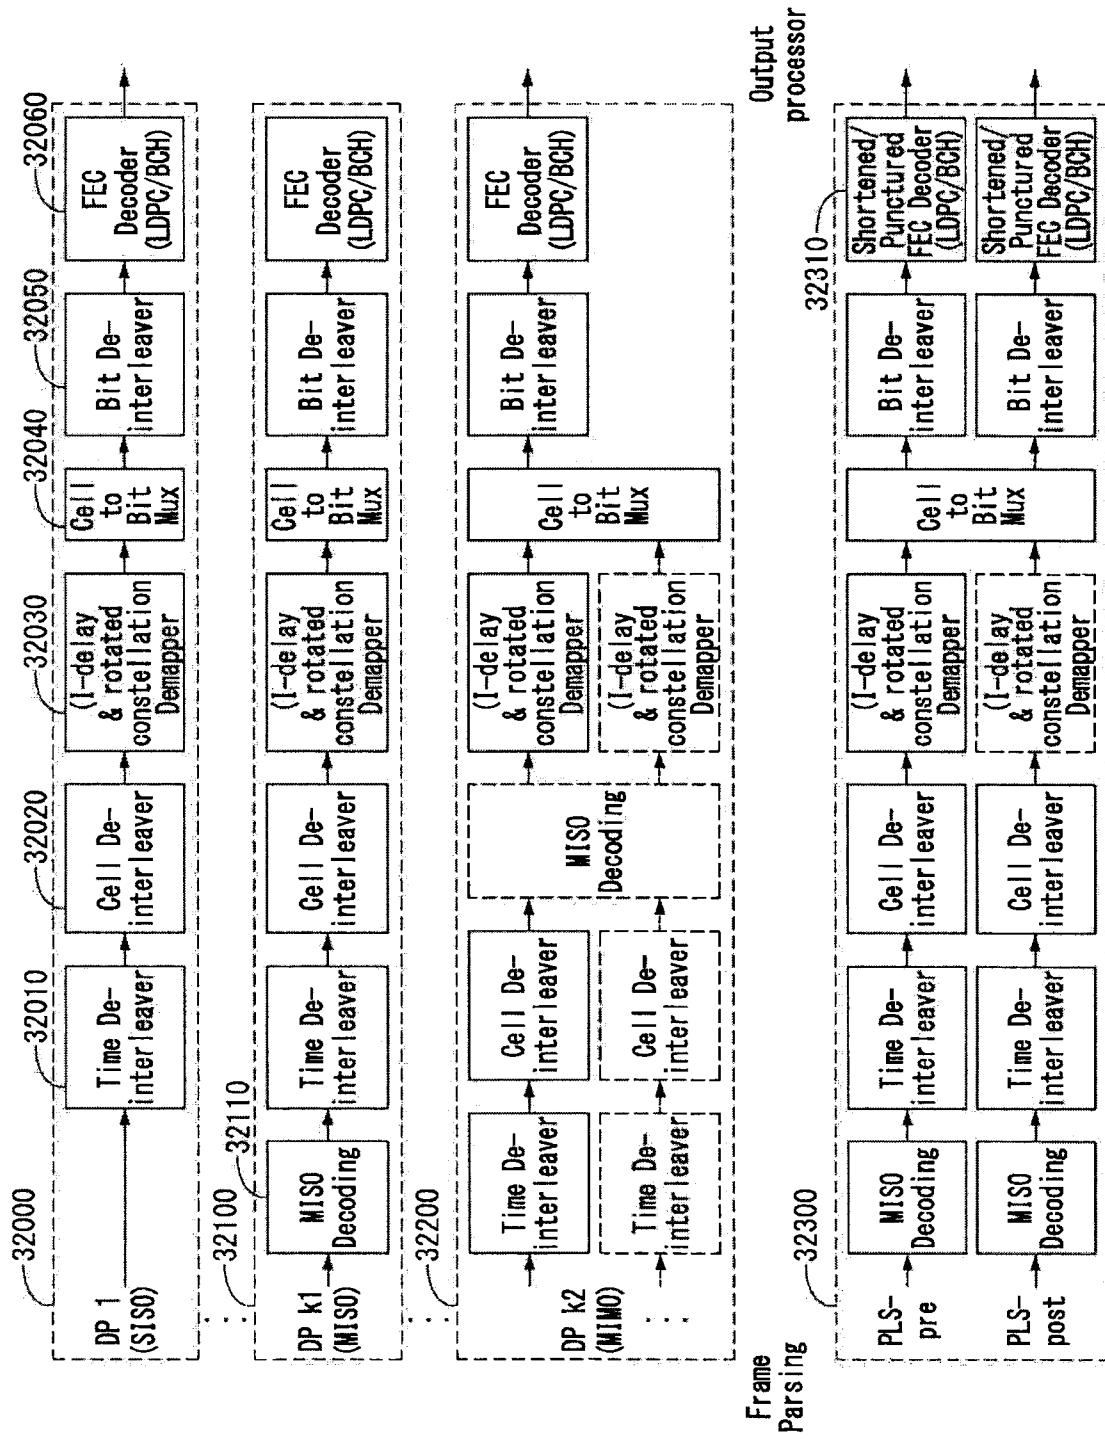 32000
32010
32020
32030
32040
32050
32060
DP 1
(SISO)
Time De-
interleaver
Cell De-
interleaver
(I-delay
& rotated
constellation
Demapper
Cell
to
Bit
Mux
Bit De-
interleaver
FEC
Decoder
(LDPC/BCH)
32100
32110
DP k1
(MISO)
MISO
Decoding
Time De-
interleaver
Cell De-
interleaver
(I-delay
& rotated
constellation
Demapper
Cell
to
Bit
Mux
Bit De-
interleaver
FEC
Decoder
(LDPC/BCH)
32200
DP k2
(MIMO)
Time De-
interleaver
Cell De-
interleaver
Time De-
interleaver
Cell De-
interleaver
MISO
Decoding
(I-delay
& rotated
constellation
Demapper
(I-delay
& rotated
constellation
Demapper
Cell
to
Bit
Mux
Bit De-
interleaver
FEC
Decoder
(LDPC/BCH)
Frame
Parsing
Output
processor
32300
32310
PLS-
pre
MISO
Decoding
Time De-
interleaver
Cell De-
interleaver
(I-delay
& rotated
constellation
Demapper
Cell
to
Bit
Mux
Bit De-
interleaver
Shortened/
Punctured
FEC Decoder
(LDPC/BCH)
PLS-
post
MISO
Decoding
Time De-
interleaver
Cell De-
interleaver
(I-delay
& rotated
constellation
Demapper
Bit De-
interleaver
Shortened/
Punctured
FEC Decoder
(LDPC/BCH)